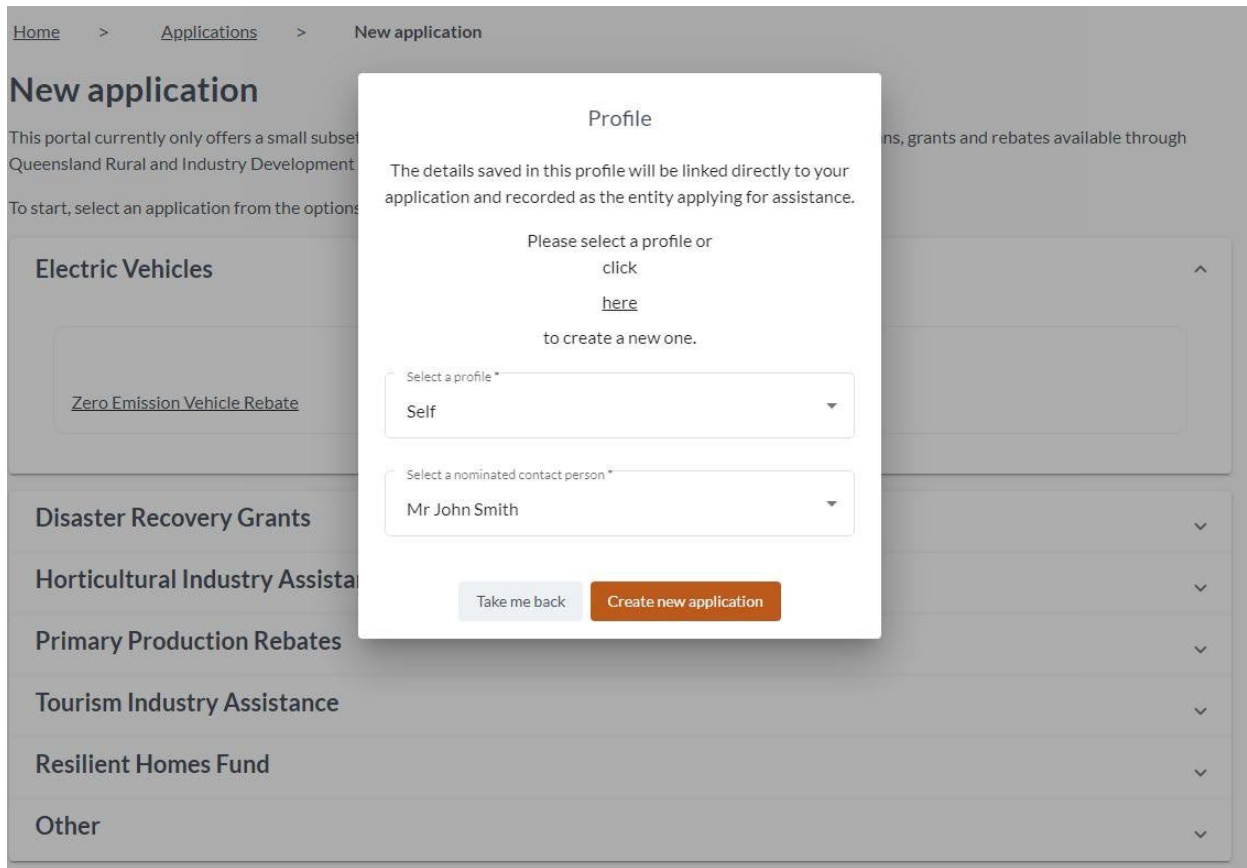 Home > Applications > New application
New application
This portal currently only offers a small subset
ns, grants and rebates available through
Queensland Rural and Industry Development
To start, select an application from the options
Electric Vehicles
Zero Emission Vehicle Rebate
Profile
The details saved in this profile will be linked directly to your
application and recorded as the entity applying for assistance.
Please select a profile or
click
here
to create a new one.
Select a profile *
Self
Select a nominated contact person *
Mr John Smith
Take me back
Create new application
Disaster Recovery Grants
Horticultural Industry Assista
Primary Production Rebates
Tourism Industry Assistance
Resilient Homes Fund
Other